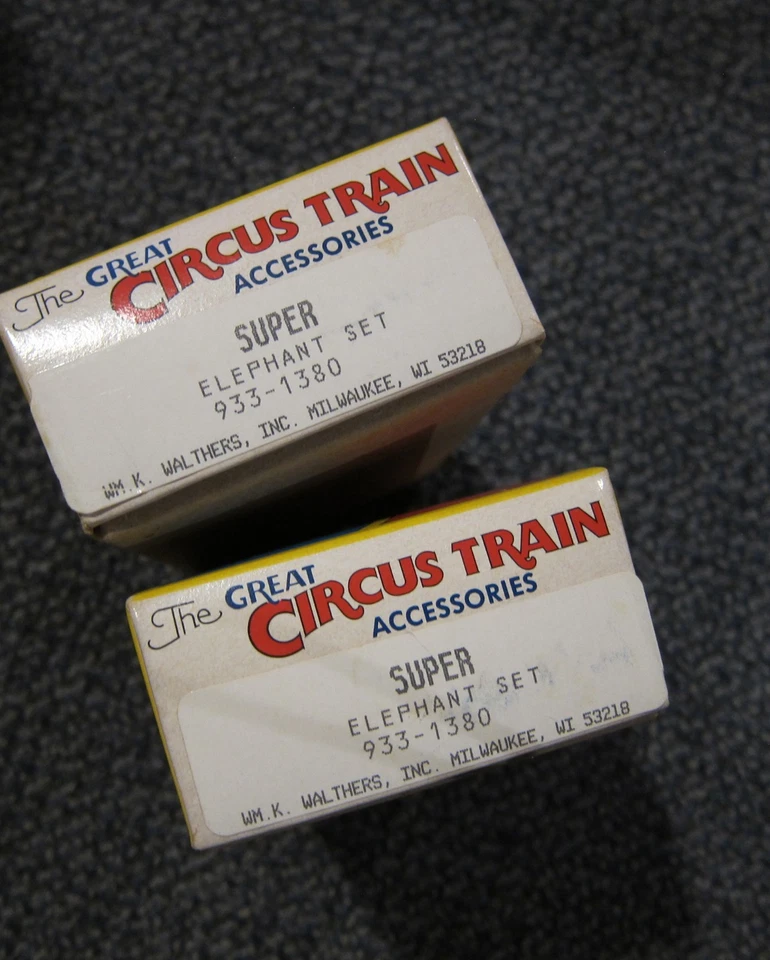 The GREAT CIRCUS TRAIN
ACCESSORIES
SUPER
ELEPHANT SET
933-1380
WM.K. WALTHERS, INC. MILWAUKEE, WI 53218
The GREAT CIRCUS TRAIN
ACCESSORIES
SUPER
ELEPHANT SET
933-1380
WM.K. WALTHERS, INC. MILWAUKEE, WI 53218